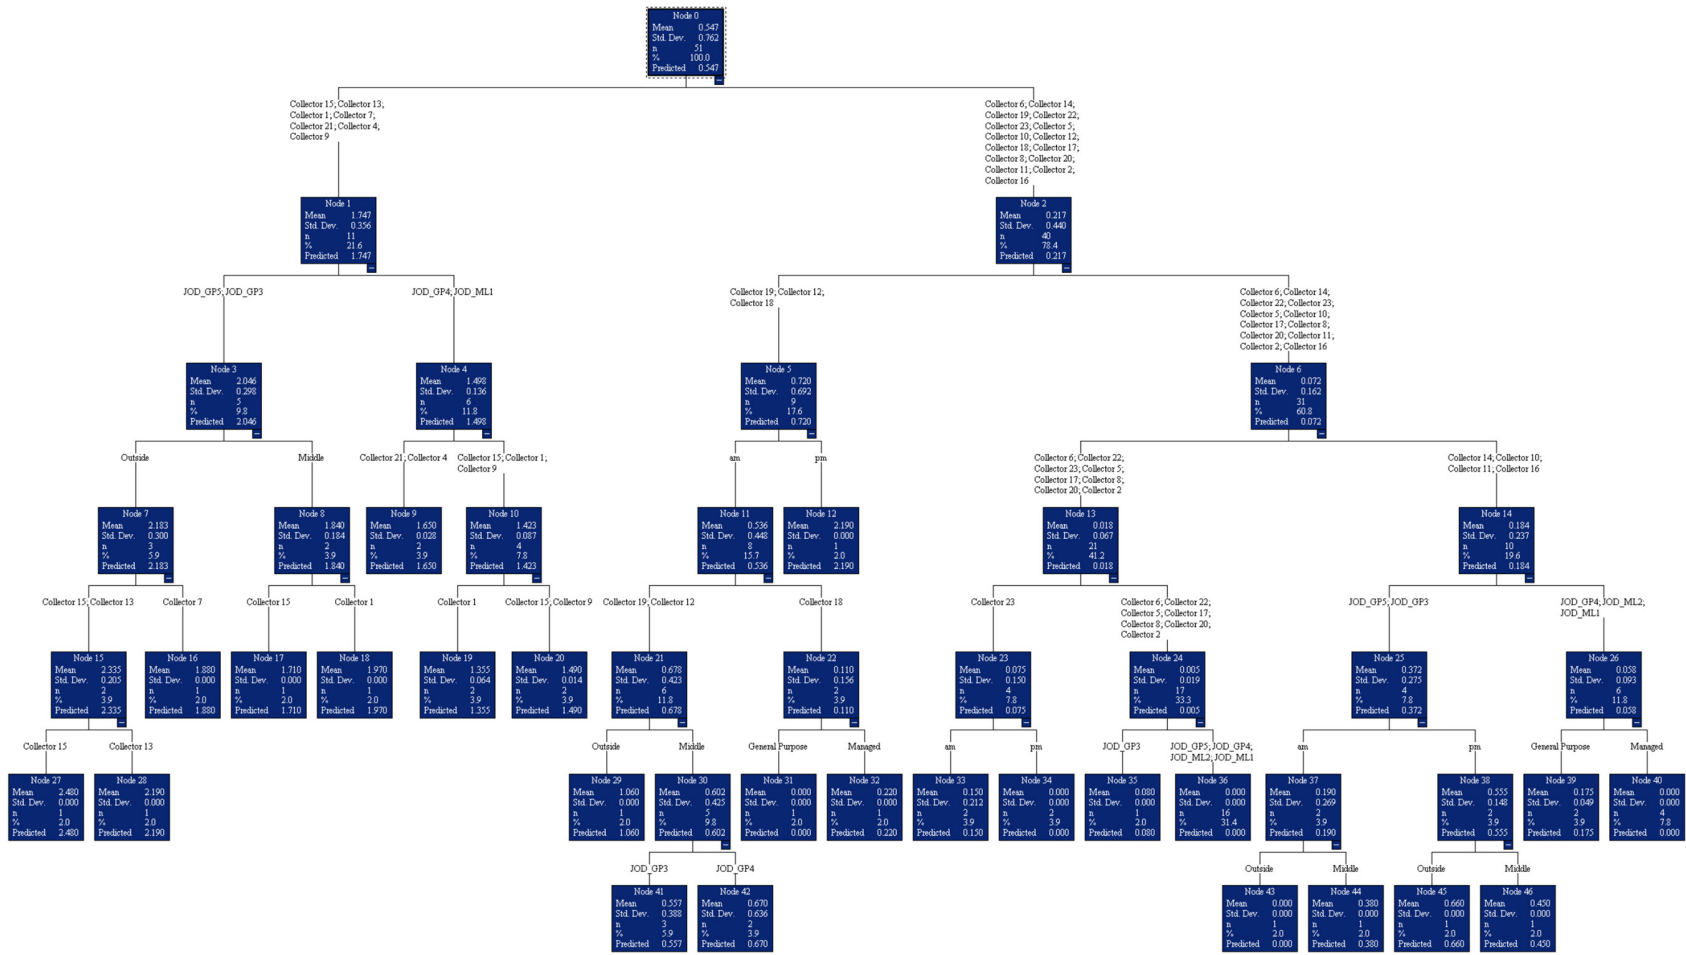 Node 0
Mean 0.547
Std. Dev. 0.762
n 51
% 100.0
Predicted 0.547
Collector 15; Collector 13;
Collector 1; Collector 7;
Collector 21; Collector 4;
Collector 9
Collector 6; Collector 14;
Collector 19; Collector 22;
Collector 23; Collector 5;
Collector 10; Collector 12;
Collector 18; Collector 17;
Collector 8; Collector 20;
Collector 11; Collector 2;
Collector 16
Node 1
Mean 1.747
Std. Dev. 0.356
n 11
% 21.6
Predicted 1.747
Node 2
Mean 0.217
Std. Dev. 0.440
n 40
% 78.4
Predicted 0.217
JOD_GP5; JOD_GP3
JOD_GP4; JOD_ML1
Collector 19; Collector 12;
Collector 18
Collector 6; Collector 14;
Collector 22; Collector 23;
Collector 5; Collector 10;
Collector 17; Collector 8;
Collector 20; Collector 11;
Collector 2; Collector 16
Node 3
Mean 2.046
Std. Dev. 0.298
n 5
% 9.8
Predicted 2.046
Node 4
Mean 1.498
Std. Dev. 0.136
n 6
% 11.8
Predicted 1.498
Node 5
Mean 0.720
Std. Dev. 0.692
n 9
% 17.6
Predicted 0.720
Node 6
Mean 0.072
Std. Dev. 0.162
n 31
% 60.8
Predicted 0.072
Outside
Middle
Collector 21; Collector 4
Collector 15; Collector 1;
Collector 9
am
pm
Collector 6; Collector 22;
Collector 23; Collector 5;
Collector 17; Collector 8;
Collector 20; Collector 2
Collector 14; Collector 10;
Collector 11; Collector 16
Node 7
Mean 2.183
Std. Dev. 0.300
n 3
% 5.9
Predicted 2.183
Node 8
Mean 1.840
Std. Dev. 0.184
n 2
% 3.9
Predicted 1.840
Node 9
Mean 1.650
Std. Dev. 0.028
n 2
% 3.9
Predicted 1.650
Node 10
Mean 1.423
Std. Dev. 0.087
n 4
% 7.8
Predicted 1.423
Node 11
Mean 0.536
Std. Dev. 0.448
n 8
% 15.7
Predicted 0.536
Node 12
Mean 2.190
Std. Dev. 0.000
n 1
% 2.0
Predicted 2.190
Node 13
Mean 0.018
Std. Dev. 0.067
n 21
% 41.2
Predicted 0.018
Node 14
Mean 0.184
Std. Dev. 0.237
n 10
% 19.6
Predicted 0.184
Collector 15; Collector 13
Collector 7
Collector 15
Collector 1
Collector 1
Collector 15; Collector 9
Collector 19; Collector 12
Collector 18
Collector 23
Collector 6; Collector 22;
Collector 5; Collector 17;
Collector 8; Collector 20;
Collector 2
JOD_GP5; JOD_GP3
JOD_GP4; JOD_ML2;
JOD_ML1
Node 15
Mean 2.335
Std. Dev. 0.205
n 2
% 3.9
Predicted 2.335
Node 16
Mean 1.880
Std. Dev. 0.000
n 1
% 2.0
Predicted 1.880
Node 17
Mean 1.710
Std. Dev. 0.000
n 1
% 2.0
Predicted 1.710
Node 18
Mean 1.970
Std. Dev. 0.000
n 1
% 2.0
Predicted 1.970
Node 19
Mean 1.355
Std. Dev. 0.064
n 2
% 3.9
Predicted 1.355
Node 20
Mean 1.490
Std. Dev. 0.014
n 2
% 3.9
Predicted 1.490
Node 21
Mean 0.678
Std. Dev. 0.423
n 6
% 11.8
Predicted 0.678
Node 22
Mean 0.110
Std. Dev. 0.156
n 2
% 3.9
Predicted 0.110
Node 23
Mean 0.075
Std. Dev. 0.150
n 4
% 7.8
Predicted 0.075
Node 24
Mean 0.005
Std. Dev. 0.019
n 17
% 33.3
Predicted 0.005
Node 25
Mean 0.372
Std. Dev. 0.275
n 4
% 7.8
Predicted 0.372
Node 26
Mean 0.058
Std. Dev. 0.093
n 6
% 11.8
Predicted 0.058
Collector 15
Collector 13
Outside
Middle
General Purpose
Managed
am
pm
JOD_GP3
JOD_GP5; JOD_GP4;
JOD_ML2; JOD_ML1
am
pm
General Purpose
Managed
Node 27
Mean 2.480
Std. Dev. 0.000
n 1
% 2.0
Predicted 2.480
Node 28
Mean 2.190
Std. Dev. 0.000
n 1
% 2.0
Predicted 2.190
Node 29
Mean 1.060
Std. Dev. 0.000
n 1
% 2.0
Predicted 1.060
Node 30
Mean 0.602
Std. Dev. 0.425
n 5
% 9.8
Predicted 0.602
Node 31
Mean 0.000
Std. Dev. 0.000
n 1
% 2.0
Predicted 0.000
Node 32
Mean 0.220
Std. Dev. 0.000
n 1
% 2.0
Predicted 0.220
Node 33
Mean 0.150
Std. Dev. 0.212
n 2
% 3.9
Predicted 0.150
Node 34
Mean 0.000
Std. Dev. 0.000
n 2
% 3.9
Predicted 0.000
Node 35
Mean 0.080
Std. Dev. 0.000
n 1
% 2.0
Predicted 0.080
Node 36
Mean 0.000
Std. Dev. 0.000
n 16
% 31.4
Predicted 0.000
Node 37
Mean 0.190
Std. Dev. 0.269
n 2
% 3.9
Predicted 0.190
Node 38
Mean 0.555
Std. Dev. 0.148
n 2
% 3.9
Predicted 0.555
Node 39
Mean 0.175
Std. Dev. 0.049
n 2
% 3.9
Predicted 0.175
Node 40
Mean 0.000
Std. Dev. 0.000
n 4
% 7.8
Predicted 0.000
JOD_GP3
JOD_GP4
Outside
Middle
Outside
Middle
Node 41
Mean 0.557
Std. Dev. 0.388
n 3
% 5.9
Predicted 0.557
Node 42
Mean 0.670
Std. Dev. 0.636
n 2
% 3.9
Predicted 0.670
Node 43
Mean 0.000
Std. Dev. 0.000
n 1
% 2.0
Predicted 0.000
Node 44
Mean 0.380
Std. Dev. 0.000
n 1
% 2.0
Predicted 0.380
Node 45
Mean 0.660
Std. Dev. 0.000
n 1
% 2.0
Predicted 0.660
Node 46
Mean 0.450
Std. Dev. 0.000
n 1
% 2.0
Predicted 0.450